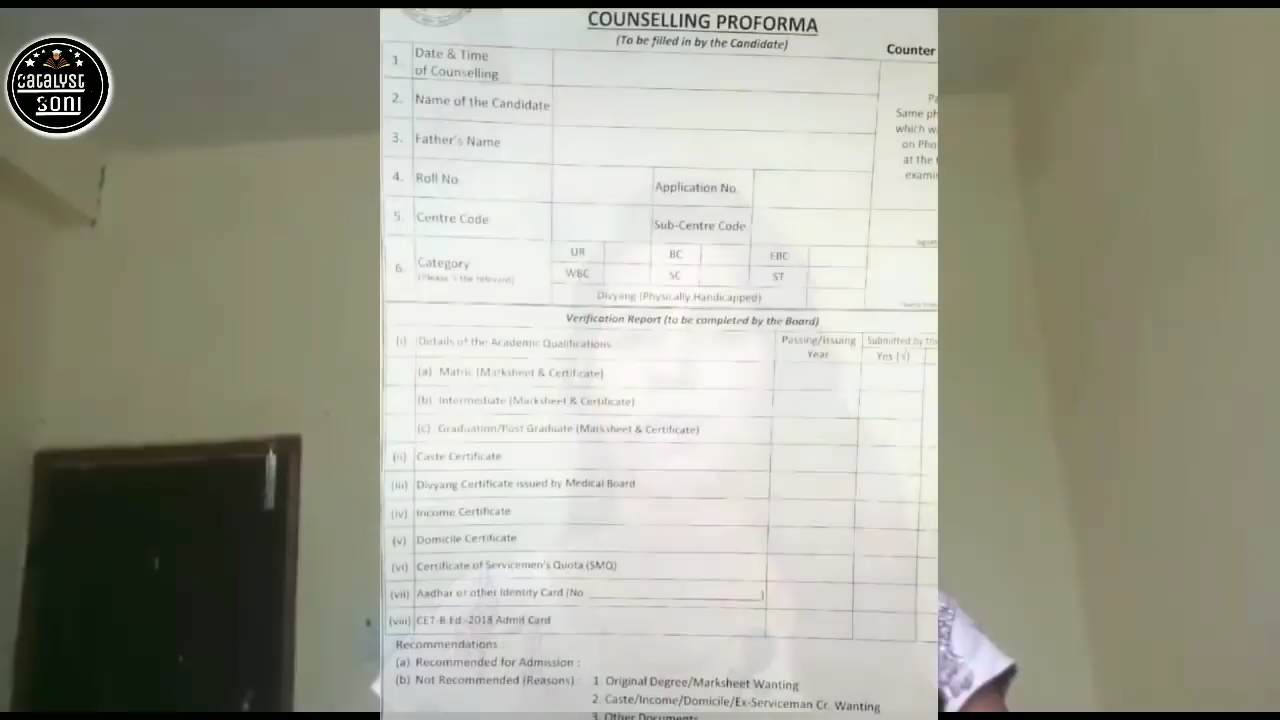 CATALYST
SONI
COUNSELLING PROFORMA
(To be filled in by the Candidate)
Counter
1. Date & Time
of Counselling
2. Name of the Candidate
3. Father's Name
Same ph
which w
on Pho
at the
examin
4. Roll No. Application No.
5. Centre Code Sub-Centre Code
6. Category UR BC EBC
WBC SC ST
Divyang (Physically Handicapped)
Verification Report (to be completed by the Board)
(i) Details of the Academic Qualifications Passing/issuing Year Submitted by the
Yes (√)
(a) Matric (Marksheet & Certificate)
(b) Intermediate (Marksheet & Certificate)
(c) Graduation/Post Graduate (Marksheet & Certificate)
(ii) Caste Certificate
(iii) Divyang Certificate issued by Medical Board
(iv) Income Certificate
(v) Domicile Certificate
(vi) Certificate of Servicemen's Quota (SMQ)
(vii) Aadhar or other Identity Card (No. )
(viii) CET-B.Ed.-2018 Admit Card
Recommendations :
(a) Recommended for Admission :
(b) Not Recommended (Reasons) : 1. Original Degree/Marksheet Wanting
2. Caste/Income/Domicile/Ex-Serviceman Cr. Wanting
3. Other Documents